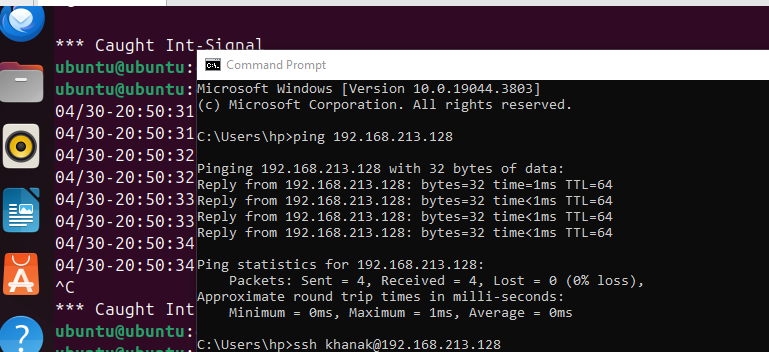 *** Caught Int-Signal
ubuntu@ubuntu:
ubuntu@ubuntu:
04/30-20:50:31
04/30-20:50:31
04/30-20:50:32
04/30-20:50:32
04/30-20:50:33
04/30-20:50:33
04/30-20:50:34
04/30-20:50:34
^C
*** Caught Int
ubuntu@ubuntu:
ubuntu@ubuntu:
Command Prompt
Microsoft Windows [Version 10.0.19044.3803]
(c) Microsoft Corporation. All rights reserved.
C:\Users\hp>ping 192.168.213.128
Pinging 192.168.213.128 with 32 bytes of data:
Reply from 192.168.213.128: bytes=32 time=1ms TTL=64
Reply from 192.168.213.128: bytes=32 time<1ms TTL=64
Reply from 192.168.213.128: bytes=32 time<1ms TTL=64
Reply from 192.168.213.128: bytes=32 time<1ms TTL=64
Ping statistics for 192.168.213.128:
Packets: Sent = 4, Received = 4, Lost = 0 (0% loss),
Approximate round trip times in milli-seconds:
Minimum = 0ms, Maximum = 1ms, Average = 0ms
C:\Users\hp>ssh khanak@192.168.213.128